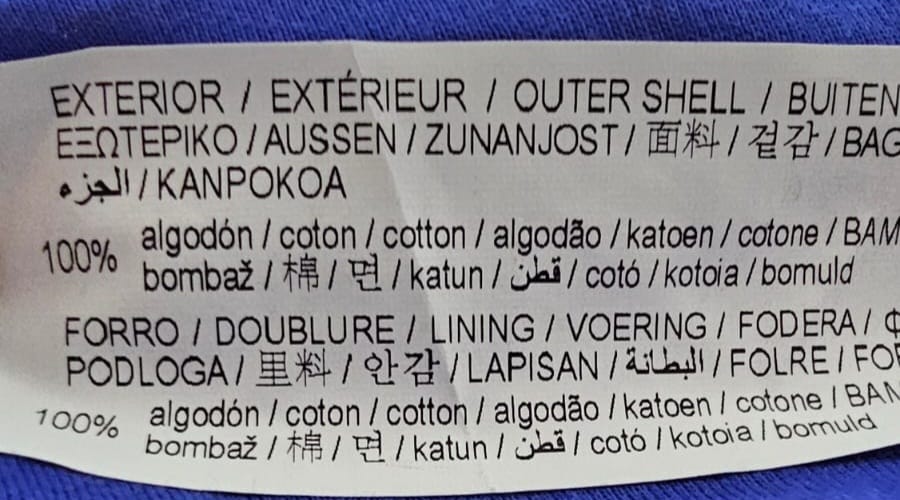 EXTERIOR / EXTÉRIEUR / OUTER SHELL / BUITEN
ΕΞΩΤΕΡΙΚΟ / AUSSEN / ZUNANJOST / 面料 / 겉감 / BAG
الجزء / KANPOKOA
100% algodón / coton / cotton / algodão / katoen / cotone / BAM
bombaž / 棉 / 면 / katun / قطن / cotó / kotoia / bomuld
FORRO / DOUBLURE / LINING / VOERING / FODERA / Φ
PODLOGA / 里料 / 안감 / LAPISAN / البطانة / FOLRE / FO
100% algodón / coton / cotton / algodão / katoen / cotone / BAM
bombaž / 棉 / 면 / katun / قطن / cotó / kotoia / bomuld